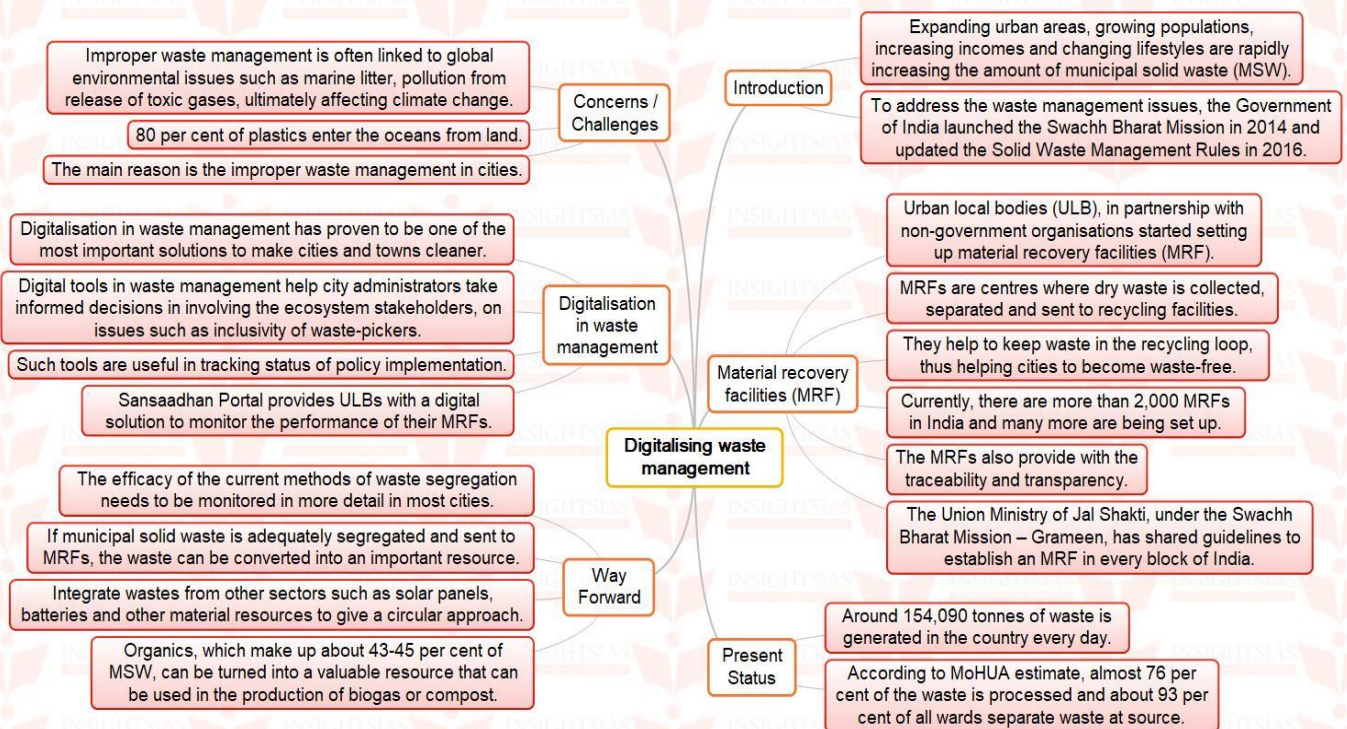 Digitalising waste
management
Introduction
Expanding urban areas, growing populations,
increasing incomes and changing lifestyles are rapidly
increasing the amount of municipal solid waste (MSW).
To address the waste management issues, the Government
of India launched the Swachh Bharat Mission in 2014 and
updated the Solid Waste Management Rules in 2016.
Material recovery
facilities (MRF)
Urban local bodies (ULB), in partnership with
non-government organisations started setting
up material recovery facilities (MRF).
MRFs are centres where dry waste is collected,
separated and sent to recycling facilities.
They help to keep waste in the recycling loop,
thus helping cities to become waste-free.
Currently, there are more than 2,000 MRFs
in India and many more are being set up.
The MRFs also provide with the
traceability and transparency.
The Union Ministry of Jal Shakti, under the Swachh
Bharat Mission – Grameen, has shared guidelines to
establish an MRF in every block of India.
Present
Status
Around 154,090 tonnes of waste is
generated in the country every day.
According to MoHUA estimate, almost 76 per
cent of the waste is processed and about 93 per
cent of all wards separate waste at source.
Concerns /
Challenges
Improper waste management is often linked to global
environmental issues such as marine litter, pollution from
release of toxic gases, ultimately affecting climate change.
80 per cent of plastics enter the oceans from land.
The main reason is the improper waste management in cities.
Digitalisation
in waste
management
Digitalisation in waste management has proven to be one of the
most important solutions to make cities and towns cleaner.
Digital tools in waste management help city administrators take
informed decisions in involving the ecosystem stakeholders, on
issues such as inclusivity of waste-pickers.
Such tools are useful in tracking status of policy implementation.
Sansaadhan Portal provides ULBs with a digital
solution to monitor the performance of their MRFs.
Way
Forward
The efficacy of the current methods of waste segregation
needs to be monitored in more detail in most cities.
If municipal solid waste is adequately segregated and sent to
MRFs, the waste can be converted into an important resource.
Integrate wastes from other sectors such as solar panels,
batteries and other material resources to give a circular approach.
Organics, which make up about 43-45 per cent of
MSW, can be turned into a valuable resource that can
be used in the production of biogas or compost.
INSIGHTSIAS